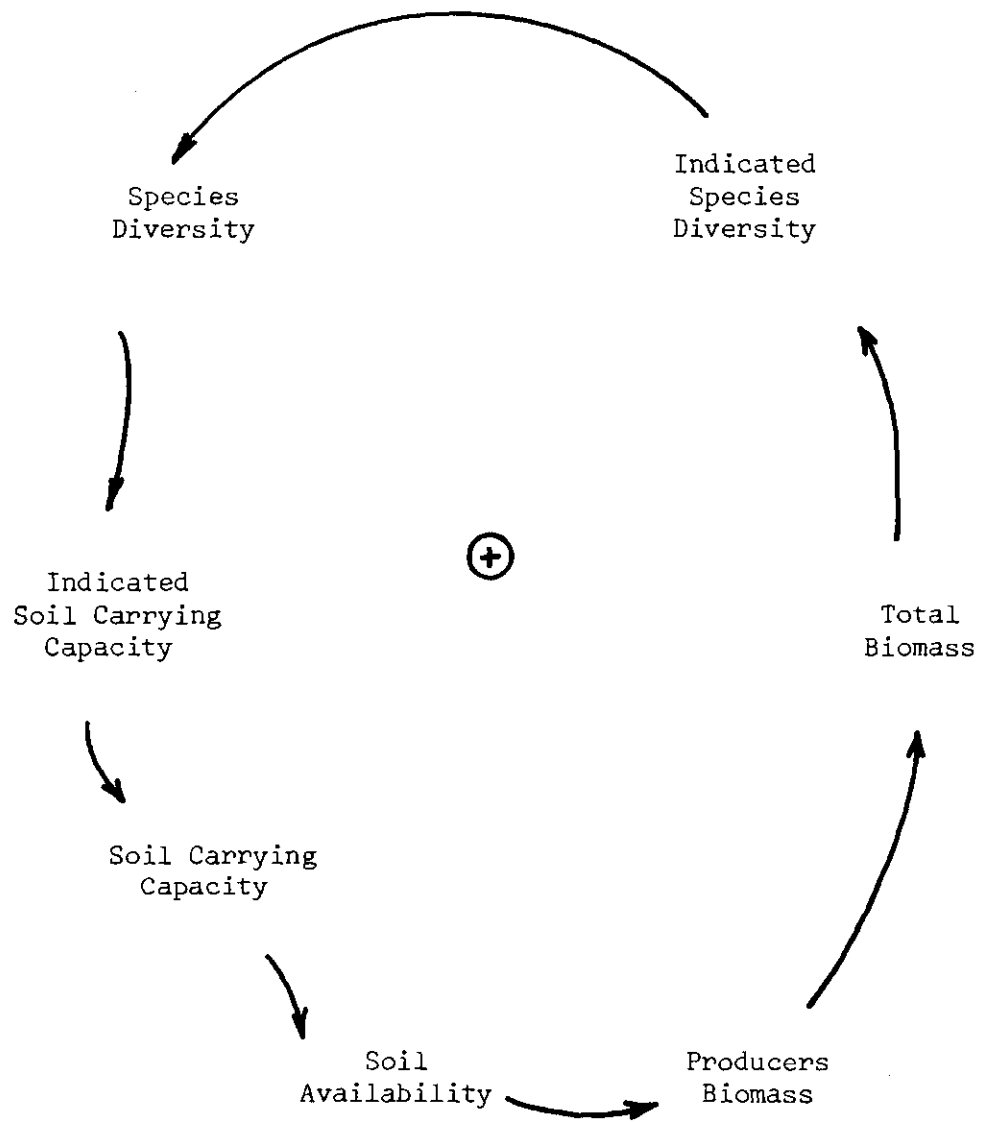 Indicated
Species
Diversity
Species
Diversity
+
Indicated
Soil Carrying
Capacity
Total
Biomass
Soil Carrying
Capacity
Soil
Availability
Producers
Biomass